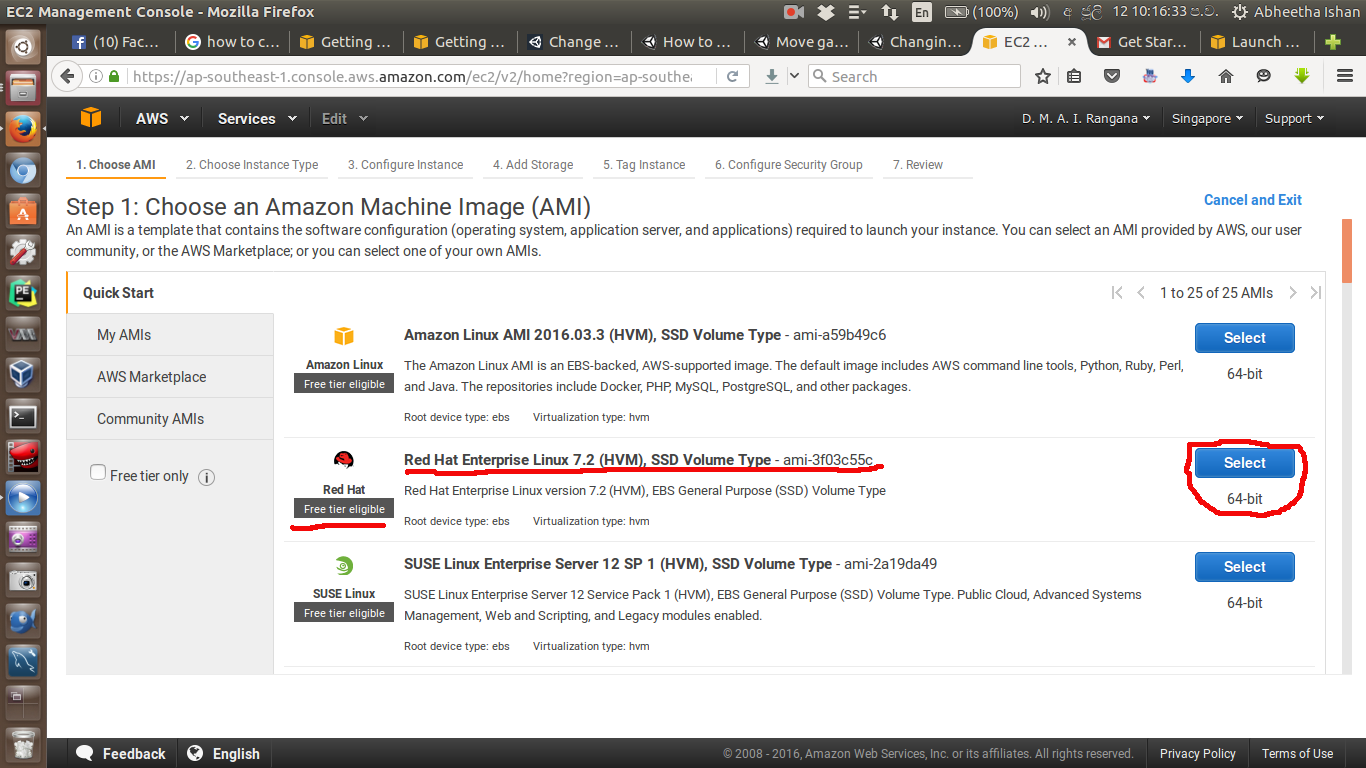 EC2 Management Console - Mozilla Firefox
En (100%) අ ජූලි 12 10:16:33 ප.ව. Abheetha Ishan
(10) Fac... how to c... Getting ... Getting ... Change ... How to ... Move ga... Changin... EC2 ... × Get Star... Launch ...
https://ap-southeast-1.console.aws.amazon.com/ec2/v2/home?region=ap-southea Search
AWS Services Edit D. M. A. I. Rangana Singapore Support
1. Choose AMI 2. Choose Instance Type 3. Configure Instance 4. Add Storage 5. Tag Instance 6. Configure Security Group 7. Review
Step 1: Choose an Amazon Machine Image (AMI)
Cancel and Exit
An AMI is a template that contains the software configuration (operating system, application server, and applications) required to launch your instance. You can select an AMI provided by AWS, our user
community, or the AWS Marketplace; or you can select one of your own AMIs.
Quick Start
My AMIs
AWS Marketplace
Community AMIs
Free tier only
1 to 25 of 25 AMIs
Amazon Linux
Free tier eligible
Amazon Linux AMI 2016.03.3 (HVM), SSD Volume Type - ami-a59b49c6
The Amazon Linux AMI is an EBS-backed, AWS-supported image. The default image includes AWS command line tools, Python, Ruby, Perl,
and Java. The repositories include Docker, PHP, MySQL, PostgreSQL, and other packages.
Root device type: ebs Virtualization type: hvm
Select
64-bit
Red Hat
Free tier eligible
Red Hat Enterprise Linux 7.2 (HVM), SSD Volume Type - ami-3f03c55c
Red Hat Enterprise Linux version 7.2 (HVM), EBS General Purpose (SSD) Volume Type
Root device type: ebs Virtualization type: hvm
Select
64-bit
SUSE Linux
Free tier eligible
SUSE Linux Enterprise Server 12 SP 1 (HVM), SSD Volume Type - ami-2a19da49
SUSE Linux Enterprise Server 12 Service Pack 1 (HVM), EBS General Purpose (SSD) Volume Type. Public Cloud, Advanced Systems
Management, Web and Scripting, and Legacy modules enabled.
Root device type: ebs Virtualization type: hvm
Select
64-bit
Feedback English © 2008 - 2016, Amazon Web Services, Inc. or its affiliates. All rights reserved. Privacy Policy Terms of Use